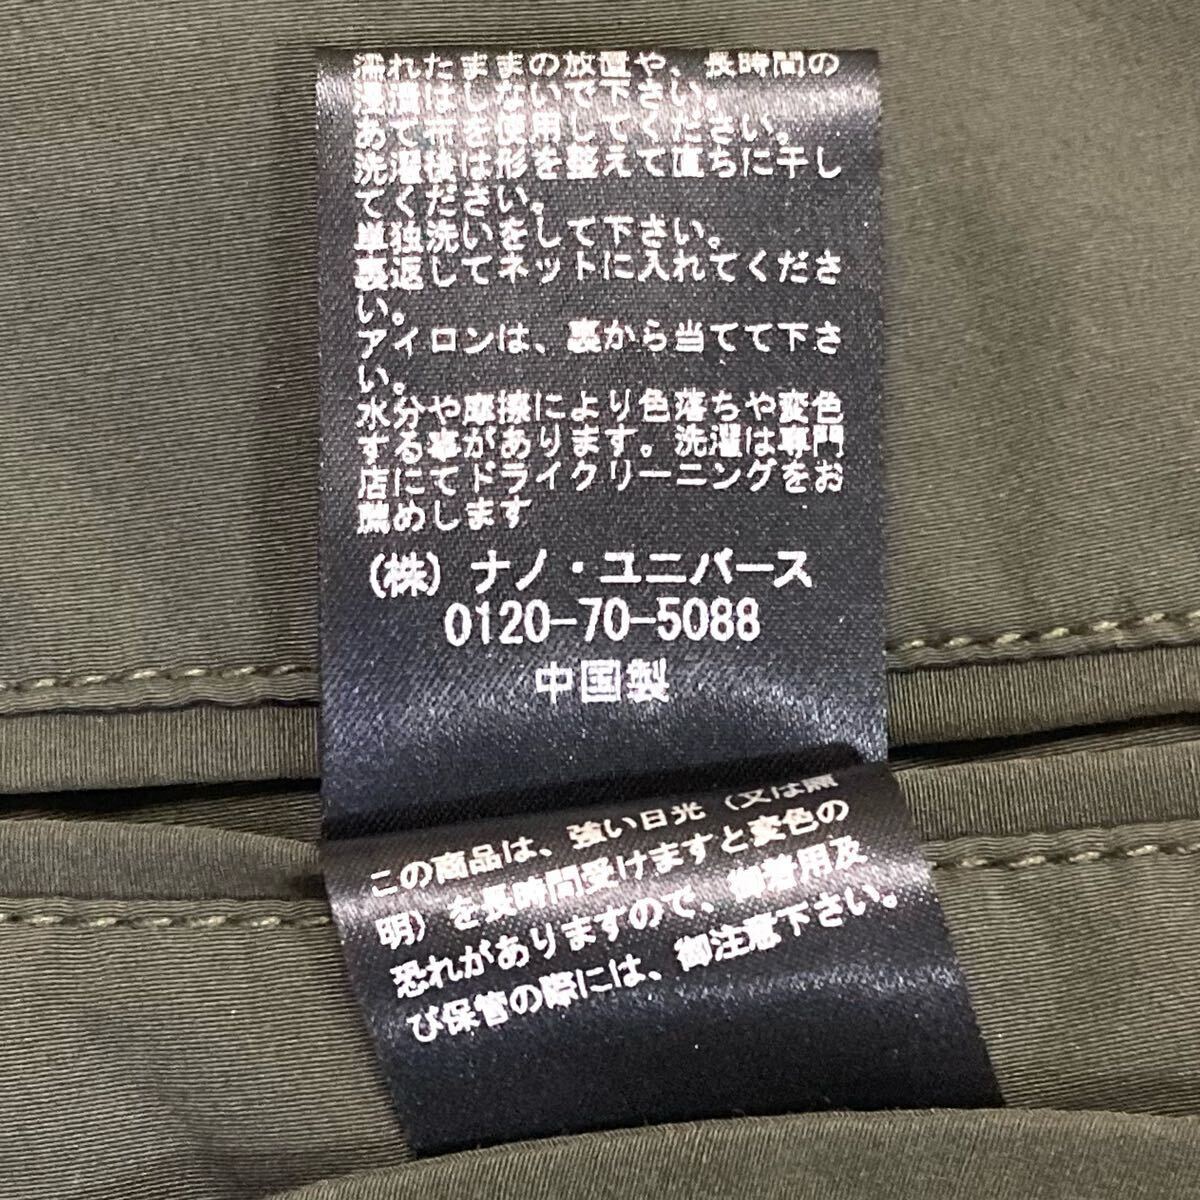 濡れたままの放置や、長時間の
浸漬はしないで下さい。
あて布を使用してください。
洗濯後は形を整えて直ちに干し
てください。
単独洗いをして下さい。
裏返してネットに入れてくださ
い。
アイロンは、裏から当てて下さ
い。
水分や摩擦により色落ちや変色
する事があります。洗濯は専門
店にてドライクリーニングをお
薦めします
(株) ナノ・ユニバース
0120-70-5088
中国製
この商品は、強い日光（又は照
明）を長時間受けますと変色の
恐れがありますので、御着用及
び保管の際には、御注意下さい。